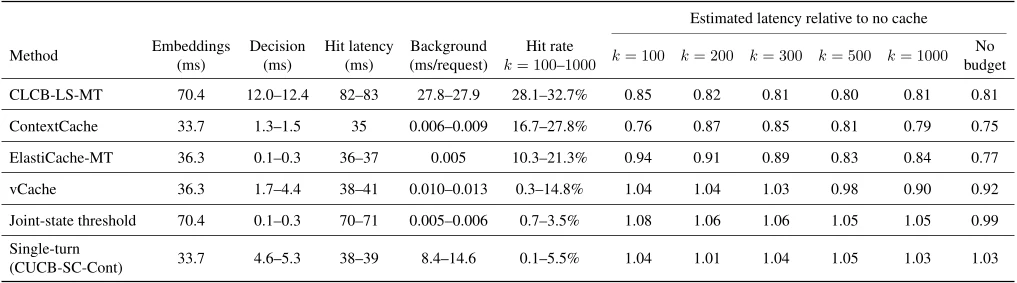 Estimated latency relative to no cache
Method Embeddings (ms) Decision (ms) Hit latency (ms) Background (ms/request) Hit rate k = 100–1000 k = 100 k = 200 k = 300 k = 500 k = 1000 No budget
CLCB-LS-MT 70.4 12.0–12.4 82–83 27.8–27.9 28.1–32.7% 0.85 0.82 0.81 0.80 0.81 0.81
ContextCache 33.7 1.3–1.5 35 0.006–0.009 16.7–27.8% 0.76 0.87 0.85 0.81 0.79 0.75
ElastiCache-MT 36.3 0.1–0.3 36–37 0.005 10.3–21.3% 0.94 0.91 0.89 0.83 0.84 0.77
vCache 36.3 1.7–4.4 38–41 0.010–0.013 0.3–14.8% 1.04 1.04 1.03 0.98 0.90 0.92
Joint-state threshold 70.4 0.1–0.3 70–71 0.005–0.006 0.7–3.5% 1.08 1.06 1.06 1.05 1.05 0.99
Single-turn (CUCB-SC-Cont) 33.7 4.6–5.3 38–39 8.4–14.6 0.1–5.5% 1.04 1.01 1.04 1.05 1.03 1.03